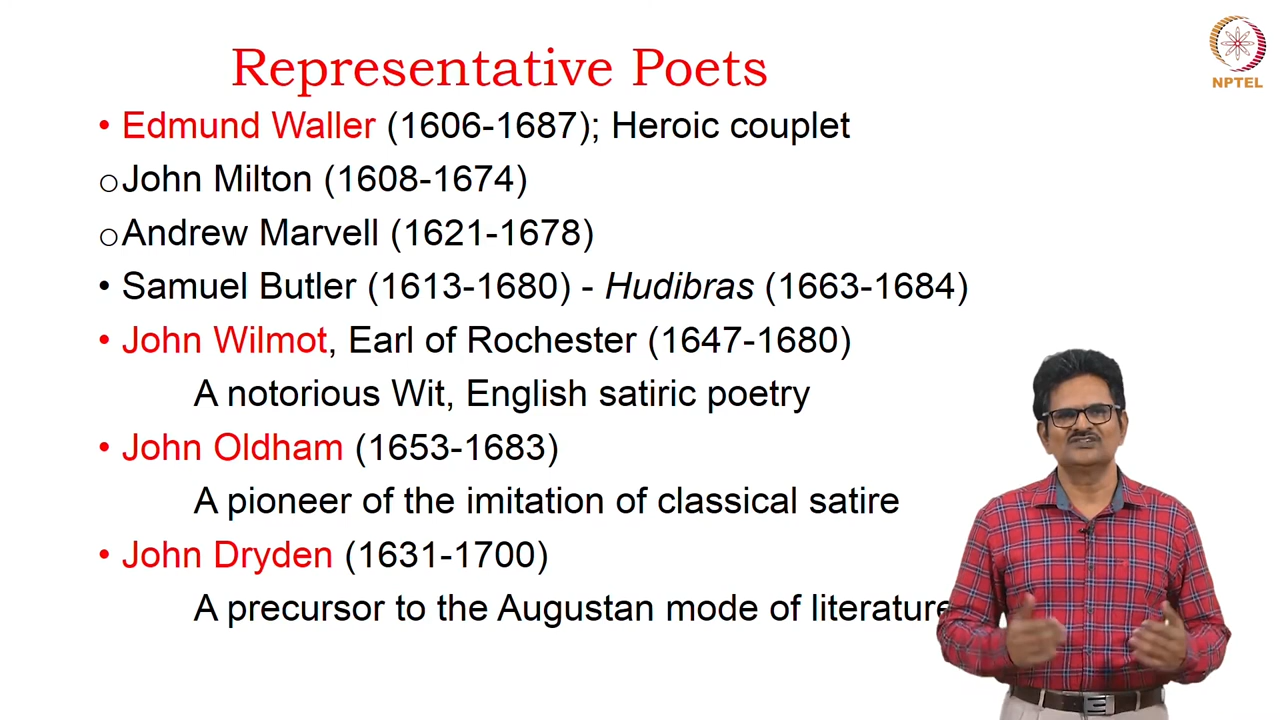 Representative Poets
NPTEL
• Edmund Waller (1606-1687); Heroic couplet
o John Milton (1608-1674)
o Andrew Marvell (1621-1678)
• Samuel Butler (1613-1680) - Hudibras (1663-1684)
• John Wilmot, Earl of Rochester (1647-1680)
A notorious Wit, English satiric poetry
• John Oldham (1653-1683)
A pioneer of the imitation of classical satire
• John Dryden (1631-1700)
A precursor to the Augustan mode of literature